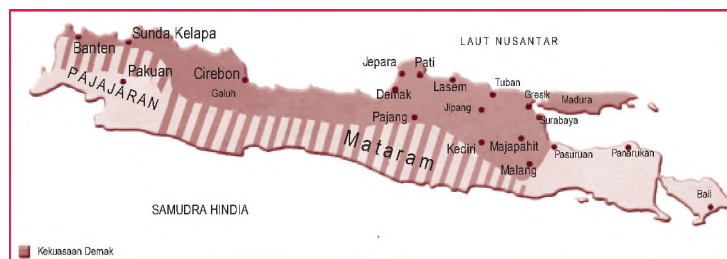 Sunda Kelapa
Banten
PAJAJARAN
Pakuan
Cirebon
Galuh
LAUT NUSANTAR
Jepara
Pati
Demak
Lasem
Tuban
Jipang
Gresik
Madura
Pajang
Surabaya
Mataram
Kediri
Majapahit
Malang
Pasuruan
Panarukan
Bali
SAMUDRA HINDIA
Kekuasaan Demak